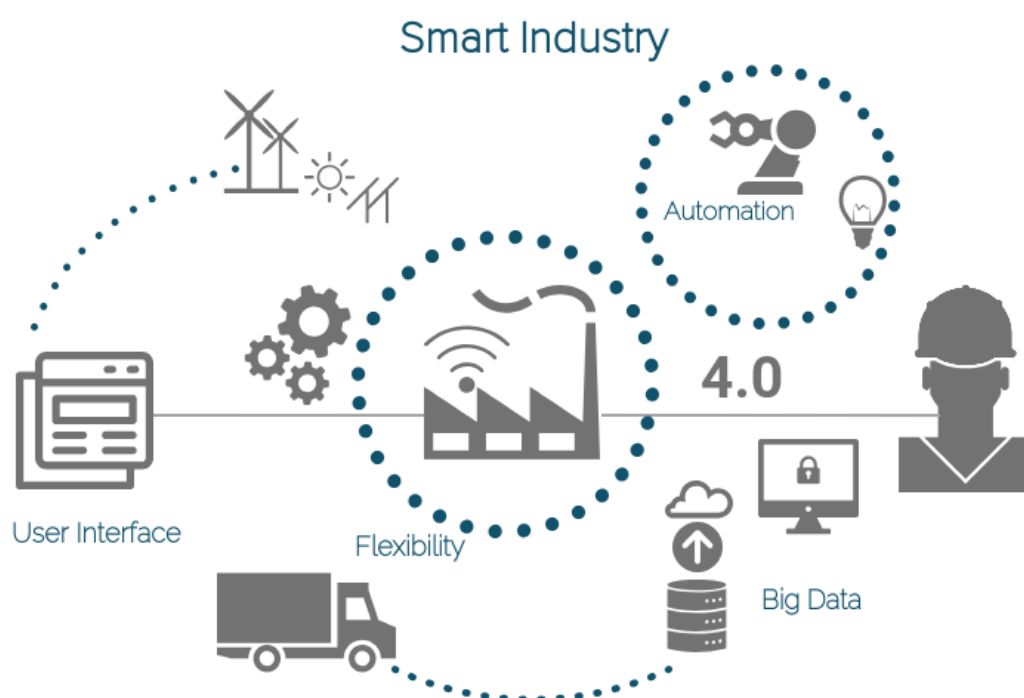 Smart Industry
Automation
4.0
User Interface
Flexibility
Big Data